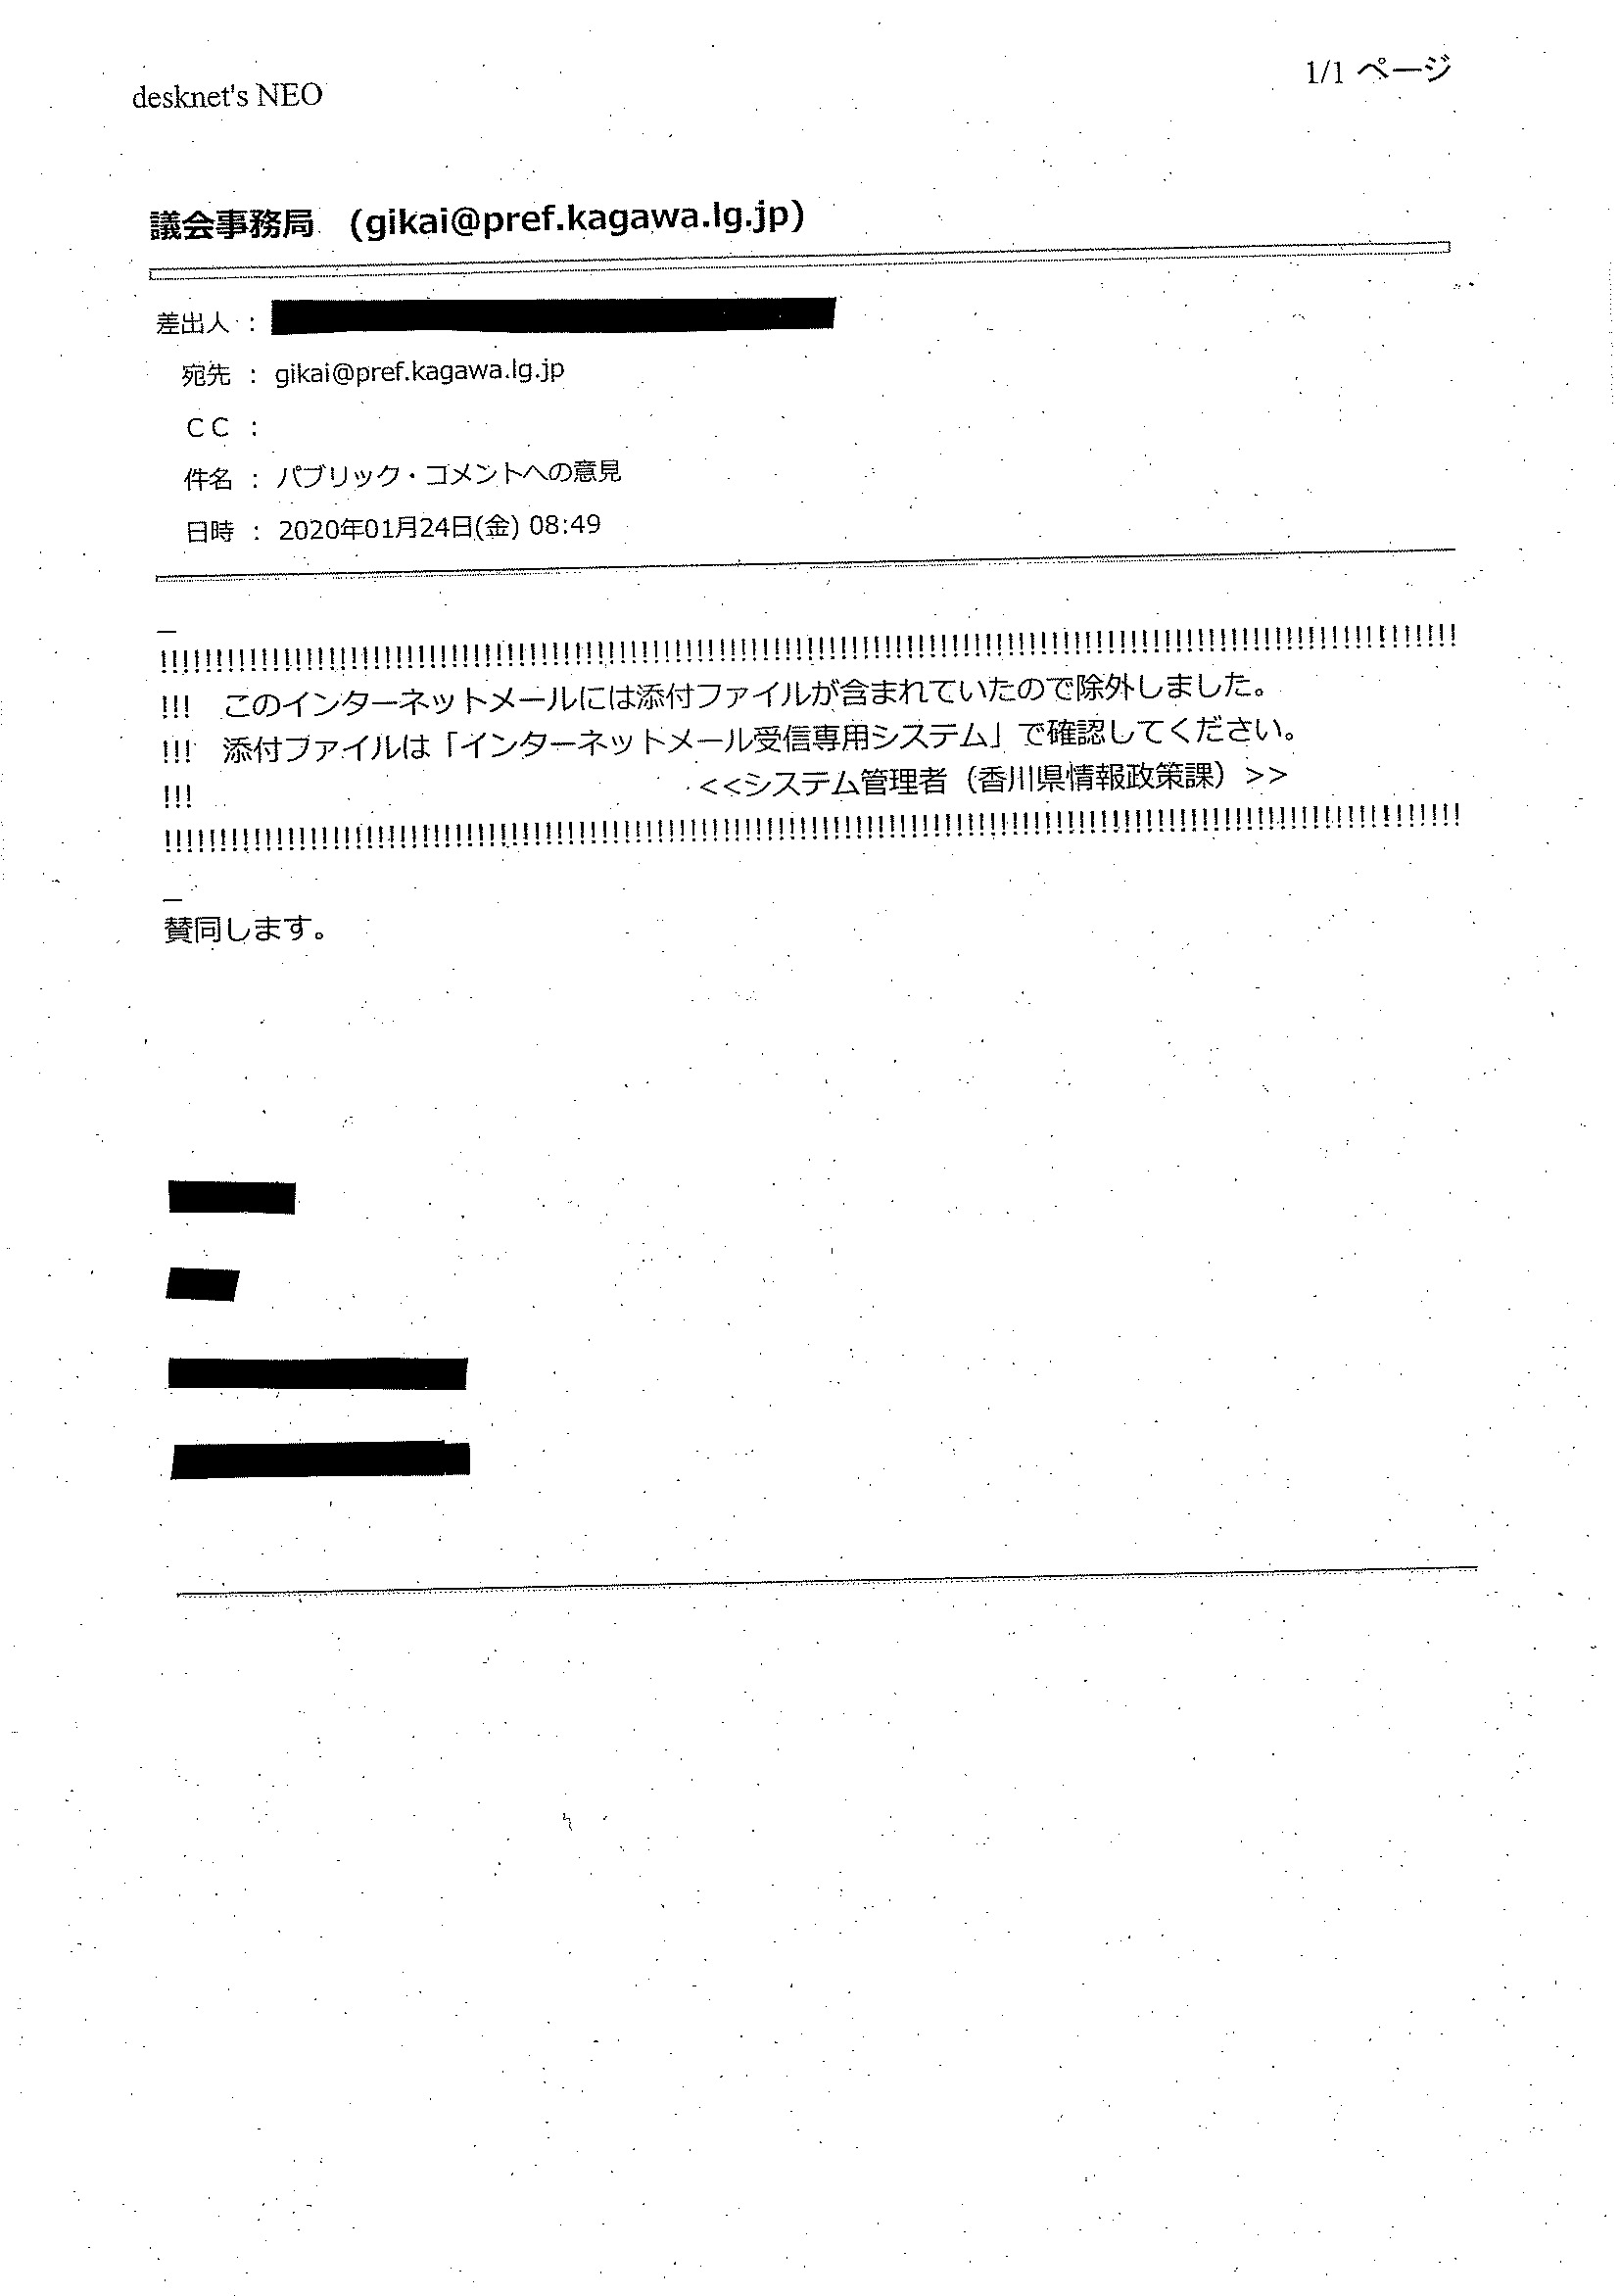 desknet's NEO
1/1 ページ
議会事務局 (gikai@pref.kagawa.lg.jp)
差出人 :
宛先 : gikai@pref.kagawa.lg.jp
CC :
件名 : パブリック・コメントへの意見
日時 : 2020年01月24日(金) 08:49
!!!!!!!!!!!!!!!!!!!!!!!!!!!!!!!!!!!!!!!!!!!!!!!!!!!!!!!!!!!!!!!!!!!!!!!!!!!!!!!!!!!!!!!!!!!!!!!!!!!!!!!!!!!!!!!!!!!!
!!! このインターネットメールには添付ファイルが含まれていたので除外しました。
!!! 添付ファイルは「インターネットメール受信専用システム」で確認してください。
!!! <<システム管理者（香川県情報政策課）>>
!!!!!!!!!!!!!!!!!!!!!!!!!!!!!!!!!!!!!!!!!!!!!!!!!!!!!!!!!!!!!!!!!!!!!!!!!!!!!!!!!!!!!!!!!!!!!!!!!!!!!!!!!!!!!!!!!!!!
賛同します。